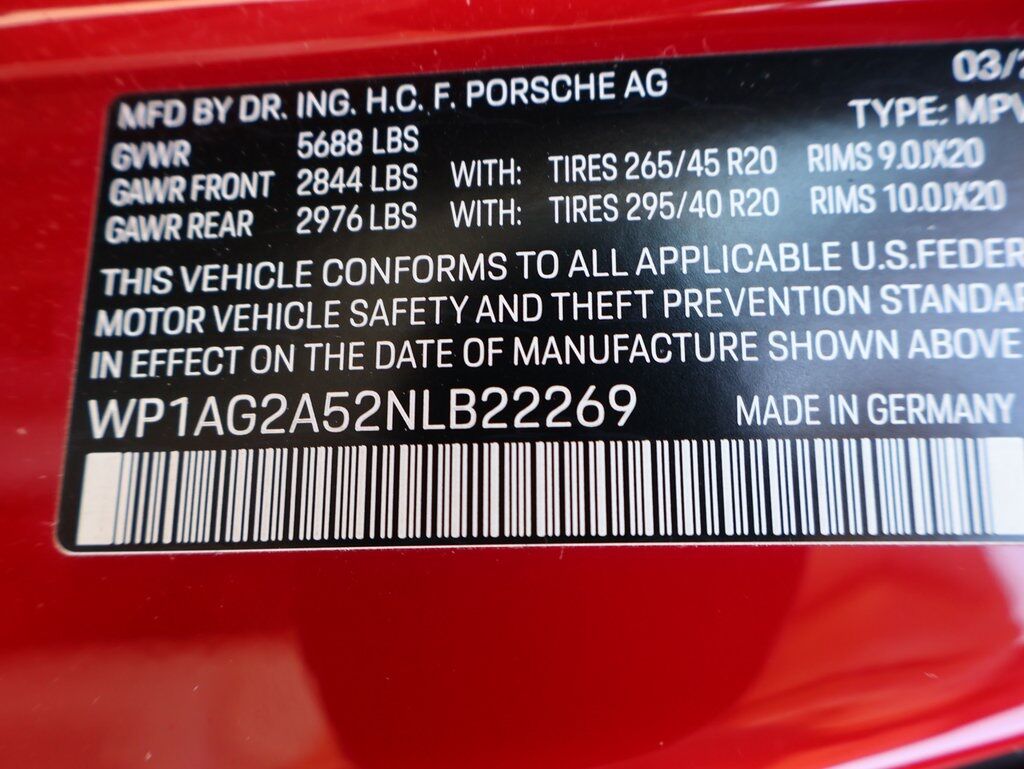 MFD BY DR. ING. H.C. F. PORSCHE AG 03/2
GVWR 5688 LBS TYPE: MPV
GAWR FRONT 2844 LBS WITH: TIRES 265/45 R20 RIMS 9.0JX20
GAWR REAR 2976 LBS WITH: TIRES 295/40 R20 RIMS 10.0JX20
THIS VEHICLE CONFORMS TO ALL APPLICABLE U.S.FEDER
MOTOR VEHICLE SAFETY AND THEFT PREVENTION STANDAR
IN EFFECT ON THE DATE OF MANUFACTURE SHOWN ABOVE
WP1AG2A52NLB22269 MADE IN GERMANY